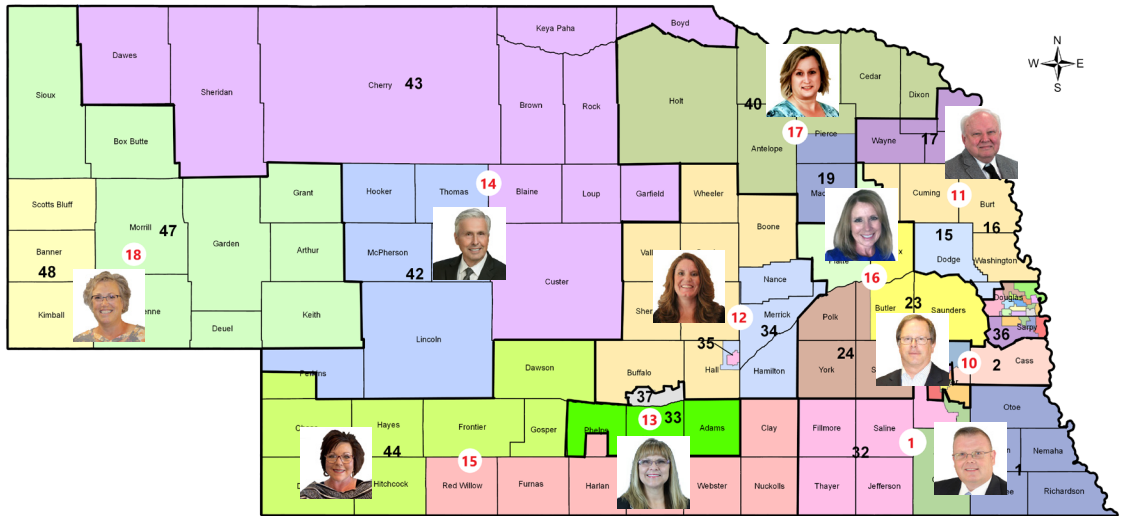 Boyd
Keya Paha
N
W E
S
Dawes
Cedar
Sioux
Sheridan
Cherry 43
Dixon
Holt
40
Brown
Rock
17
Pierce
Wayne
17
Box Butte
Antelope
19
Grant
Hooker
Thomas
14
Blaine
Loup
Garfield
Wheeler
Cuming
11
Burt
Scotts Bluff
Morrill 47
Garden
Boone
16
Banner
Arthur
McPherson
15
48
18
42
Custer
Dodge
Washington
Nance
16
Douglas
Kimball
Keith
Merrick
Butler
23
Saunders
Deuel
12
34
Polk
36
Sarpy
Lincoln
35
24
10
Cass
2
Perkins
Dawson
Buffalo
Hall
Hamilton
York
1
37
Otoe
Hayes
Frontier
Gosper
Phelps
13
33
Adams
Clay
Fillmore
Saline
44
32
1
Nemaha
15
1
Hitchcock
Red Willow
Furnas
Harlan
Webster
Nuckolls
Thayer
Jefferson
Richardson